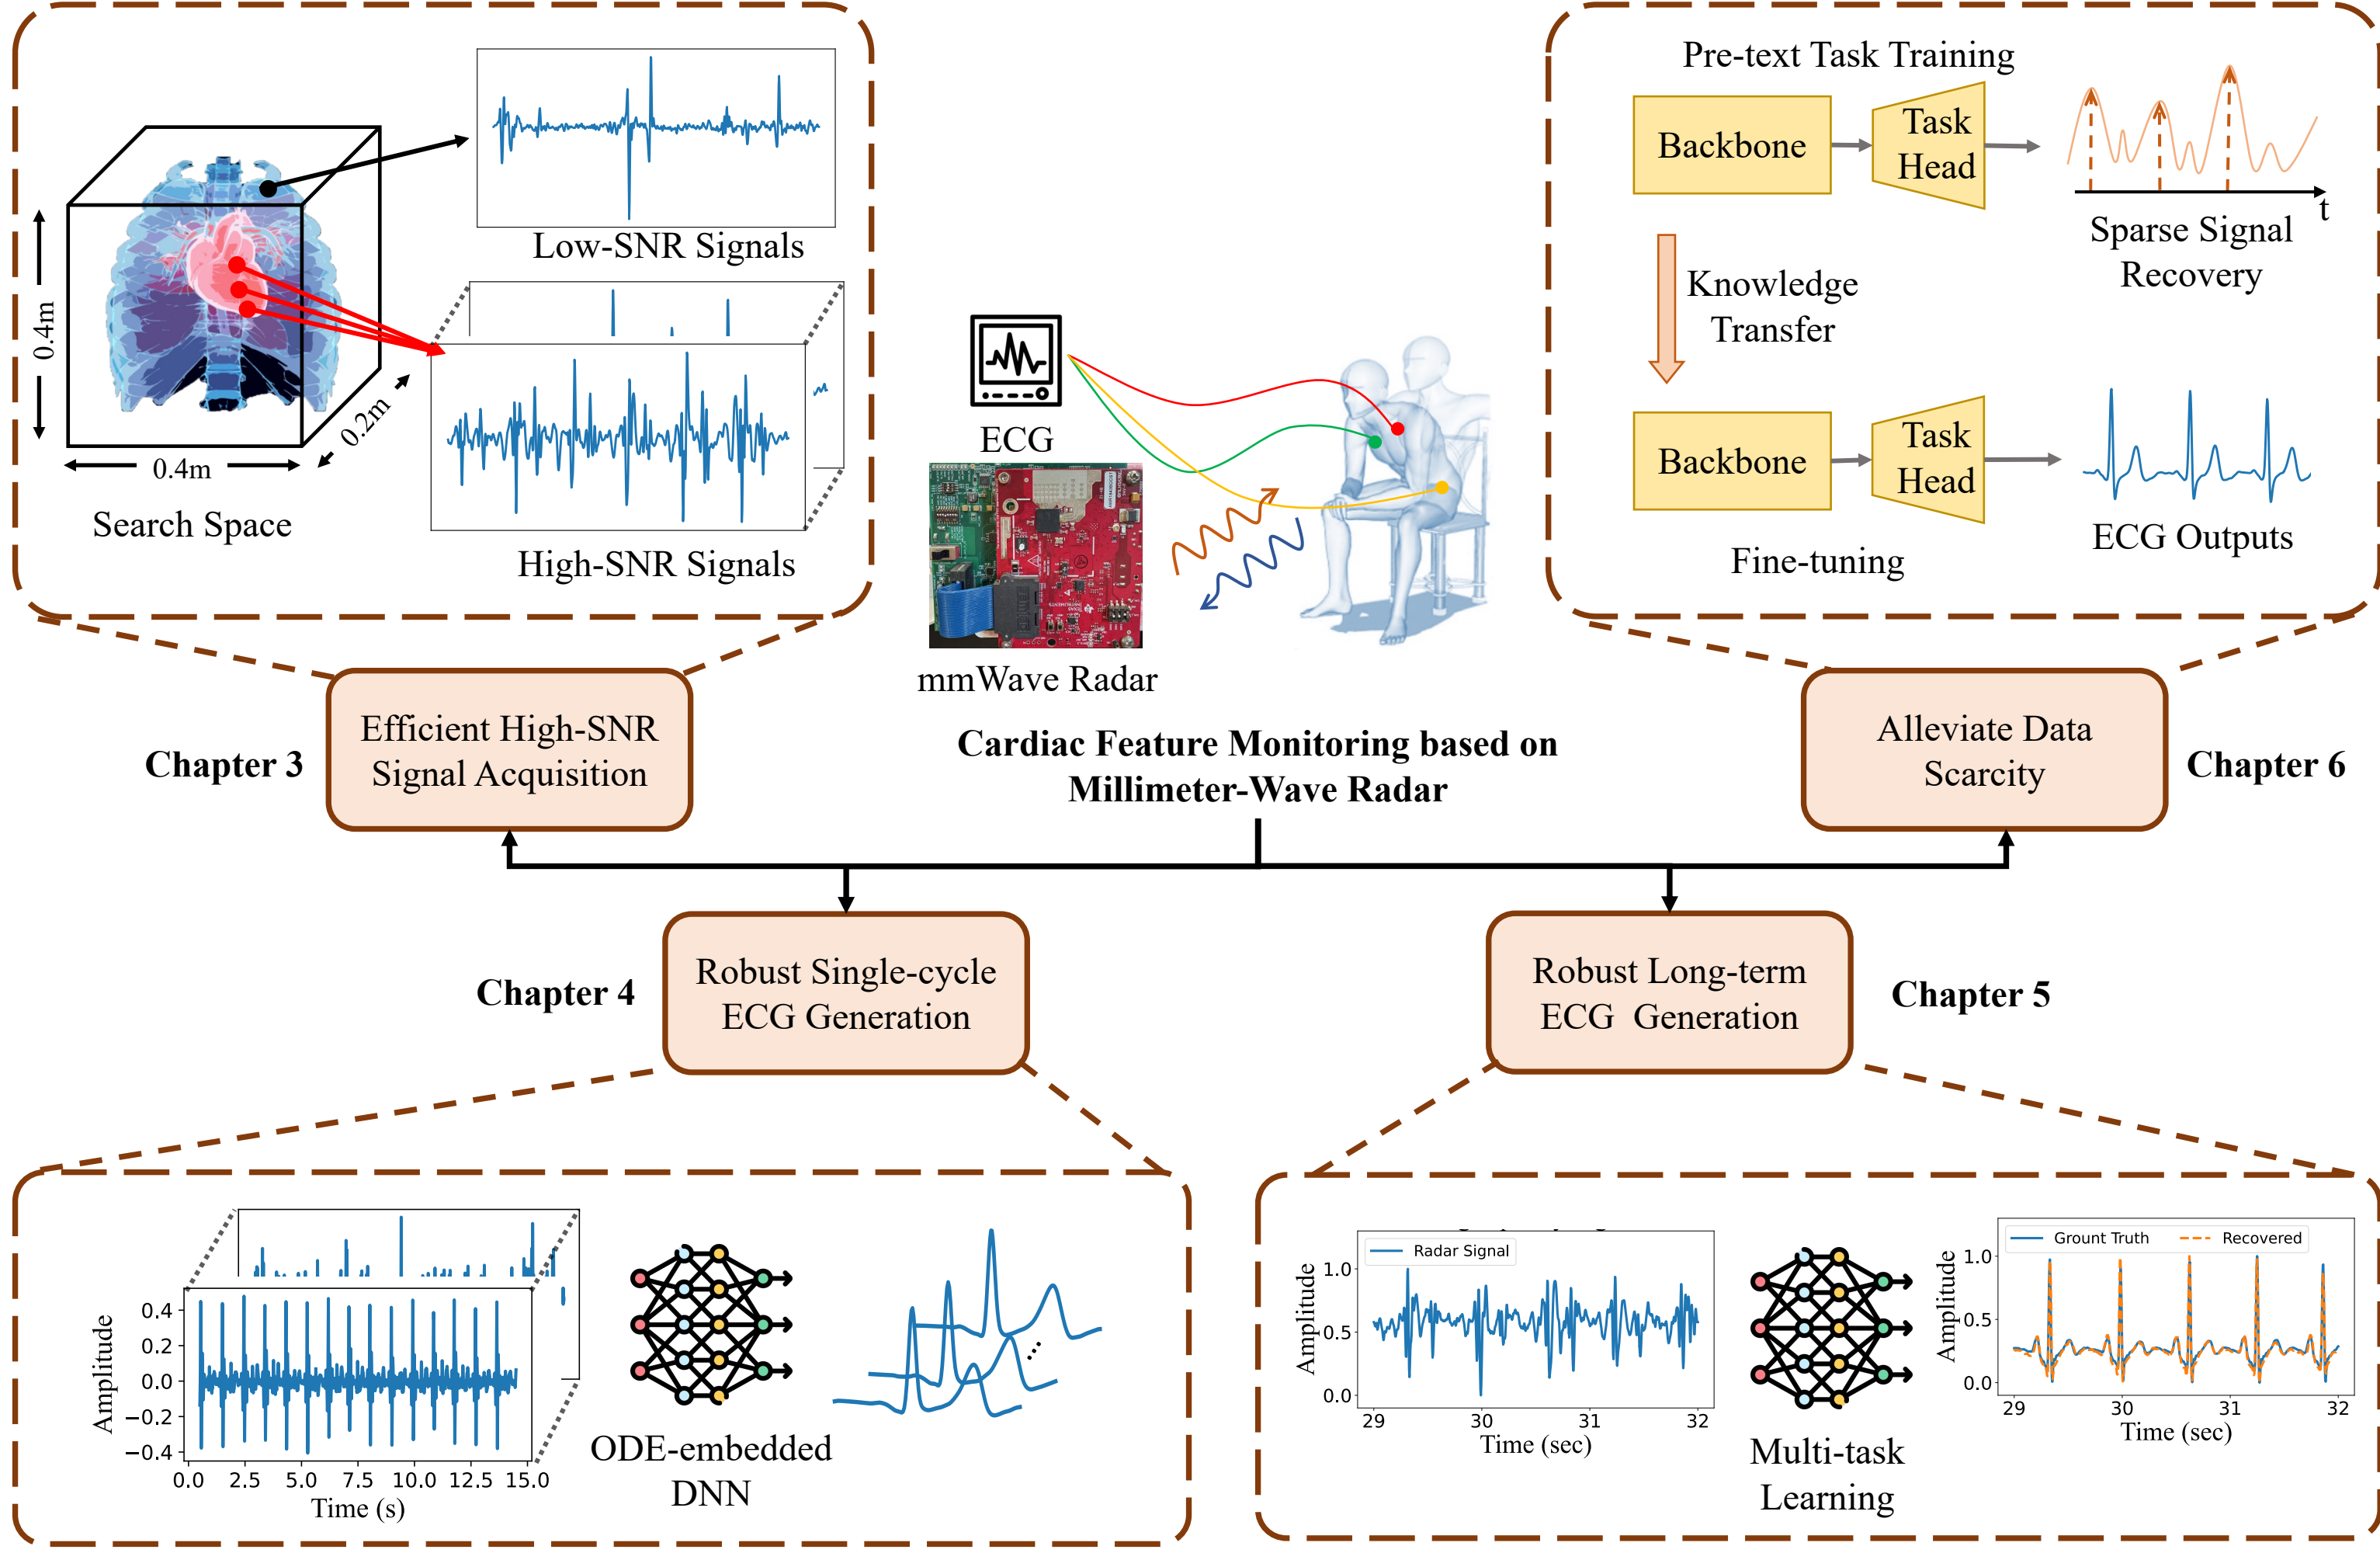 Low-SNR Signals
0.4m
0.2m
0.4m
Search Space
High-SNR Signals
ECG
mmWave Radar
Pre-text Task Training
Backbone
Task
Head
t
Sparse Signal
Recovery
Knowledge
Transfer
Backbone
Task
Head
ECG Outputs
Fine-tuning
Chapter 3
Efficient High-SNR
Signal Acquisition
Cardiac Feature Monitoring based on
Millimeter-Wave Radar
Alleviate Data
Scarcity
Chapter 6
Chapter 4
Robust Single-cycle
ECG Generation
Robust Long-term
ECG  Generation
Chapter 5
Amplitude
0.4
0.2
0.0
−0.2
−0.4
0.0 2.5 5.0 7.5 10.0 12.5 15.0
Time (s)
ODE-embedded
DNN
Radar Signal
Amplitude
1.0
0.5
0.0
29 30 31 32
Time (sec)
Multi-task
Learning
Grount Truth Recovered
Amplitude
1.0
0.5
0.0
29 30 31 32
Time (sec)